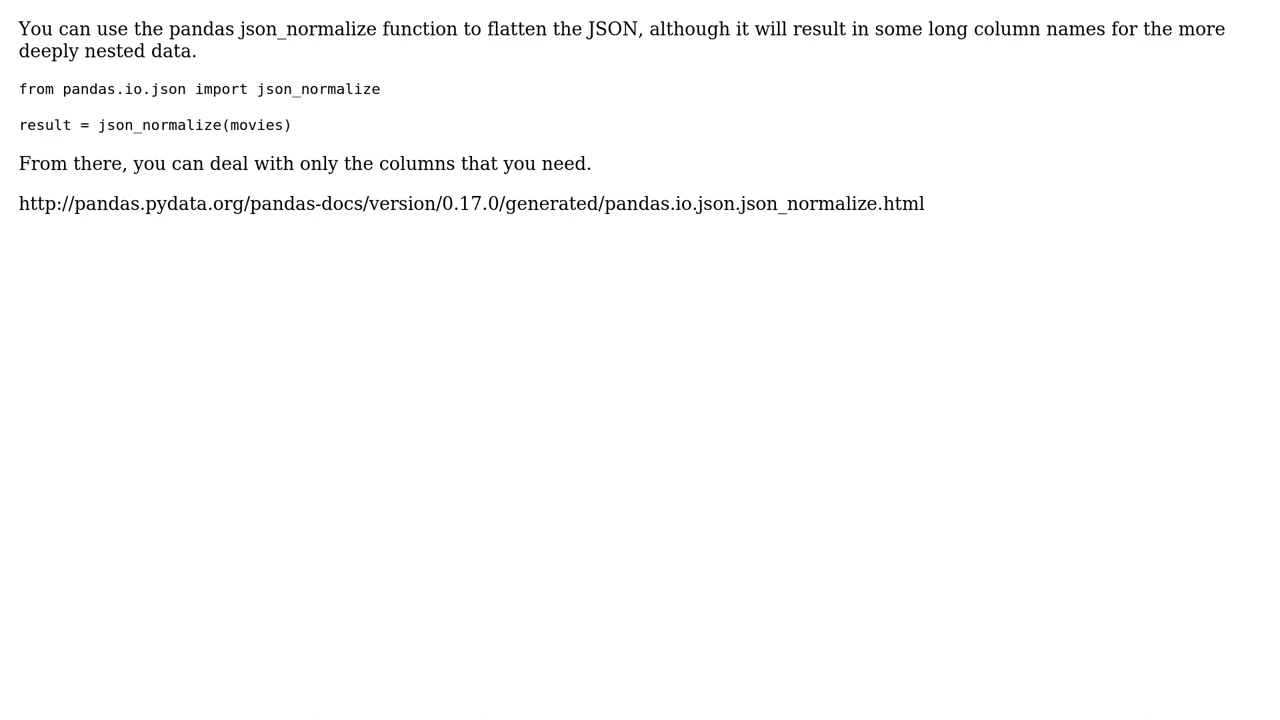 You can use the pandas json_normalize function to flatten the JSON, although it will result in some long column names for the more
deeply nested data.
from pandas.io.json import json_normalize
result = json_normalize(movies)
From there, you can deal with only the columns that you need.
http://pandas.pydata.org/pandas-docs/version/0.17.0/generated/pandas.io.json.json_normalize.html